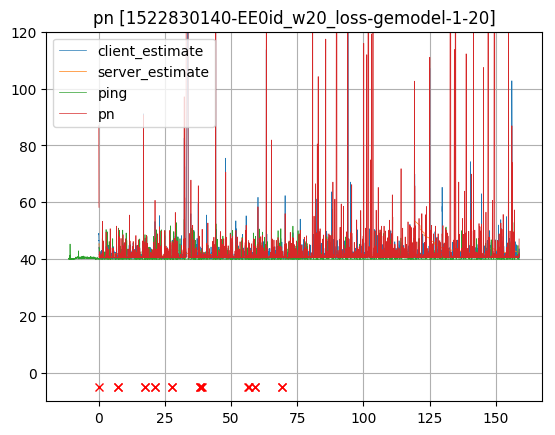 pn [1522830140-EE0id_w20_loss-gemodel-1-20]
client_estimate
server_estimate
ping
pn
120
100
80
60
40
20
0
0
25
50
75
100
125
150